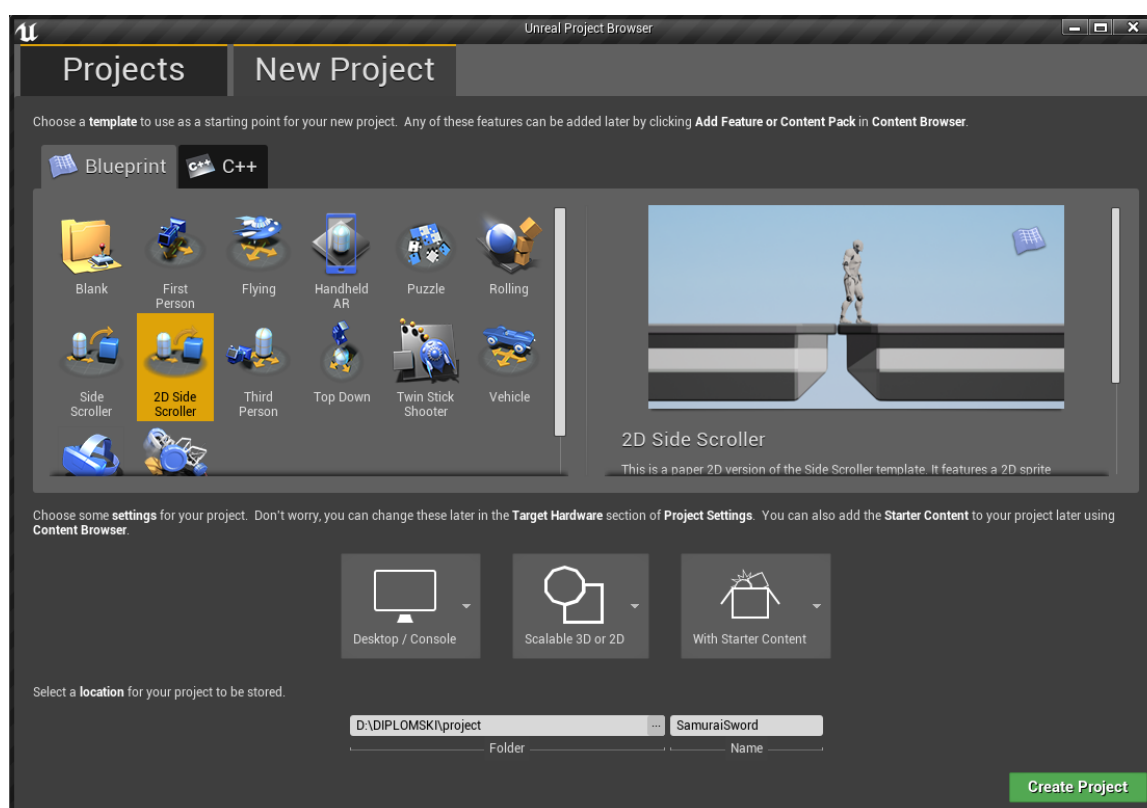 Unreal Project Browser
Projects
New Project
Choose a template to use as a starting point for your new project. Any of these features can be added later by clicking Add Feature or Content Pack in Content Browser.
Blueprint
C++
C++
Blank
First
Person
Flying
Handheld
AR
Puzzle
Rolling
Side
Scroller
2D Side
Scroller
Third
Person
Top Down
Twin Stick
Shooter
Vehicle
2D Side Scroller
This is a paper 2D version of the Side Scroller template. It features a 2D sprite
Choose some settings for your project. Don't worry, you can change these later in the Target Hardware section of Project Settings. You can also add the Starter Content to your project later using
Content Browser.
Desktop / Console
Scalable 3D or 2D
With Starter Content
Select a location for your project to be stored.
D:\DIPLOMSKI\project
...
SamuraiSword
Folder
Name
Create Project